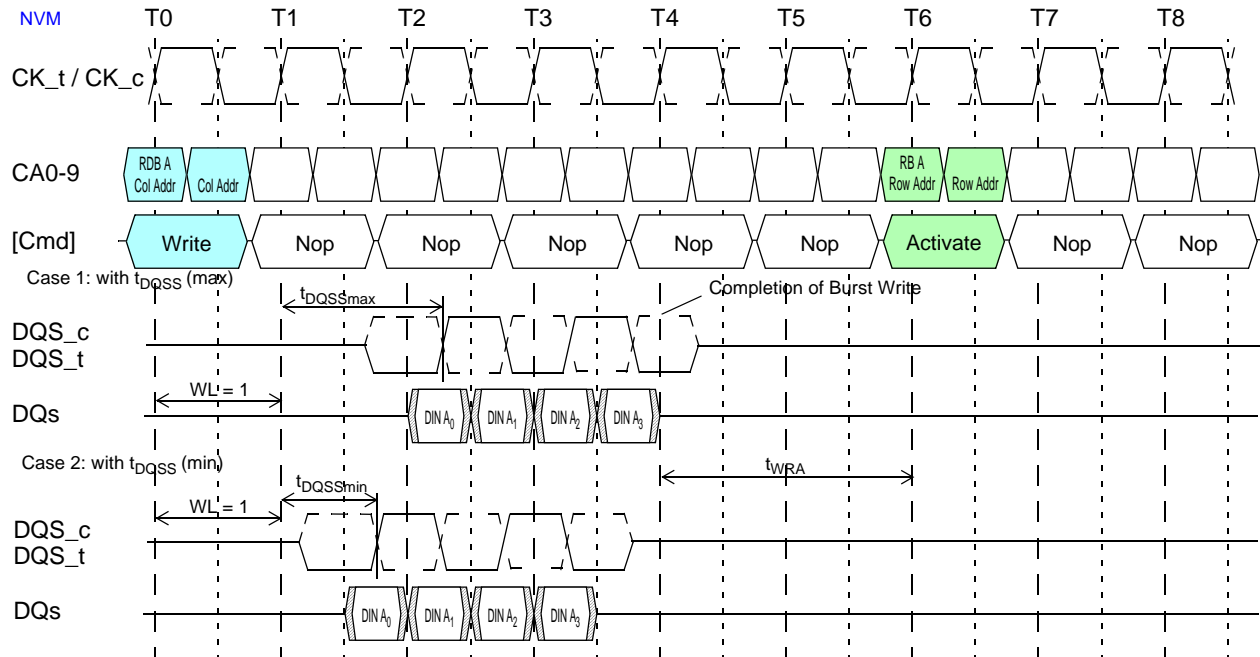 NVM T0 T1 T2 T3 T4 T5 T6 T7 T8
CK_t / CK_c
CA0-9 RDB A Col Addr Col Addr RB A Row Addr Row Addr
[Cmd] Write Nop Nop Nop Nop Nop Activate Nop Nop
Case 1: with tDQSS (max)
tDQSSmax Completion of Burst Write
DQS_c
DQS_t
WL = 1
DQs DIN A0 DIN A1 DIN A2 DIN A3
Case 2: with tDQSS (min)
tDQSSmin tWRA
WL = 1
DQS_c
DQS_t
DQs DIN A0 DIN A1 DIN A2 DIN A3